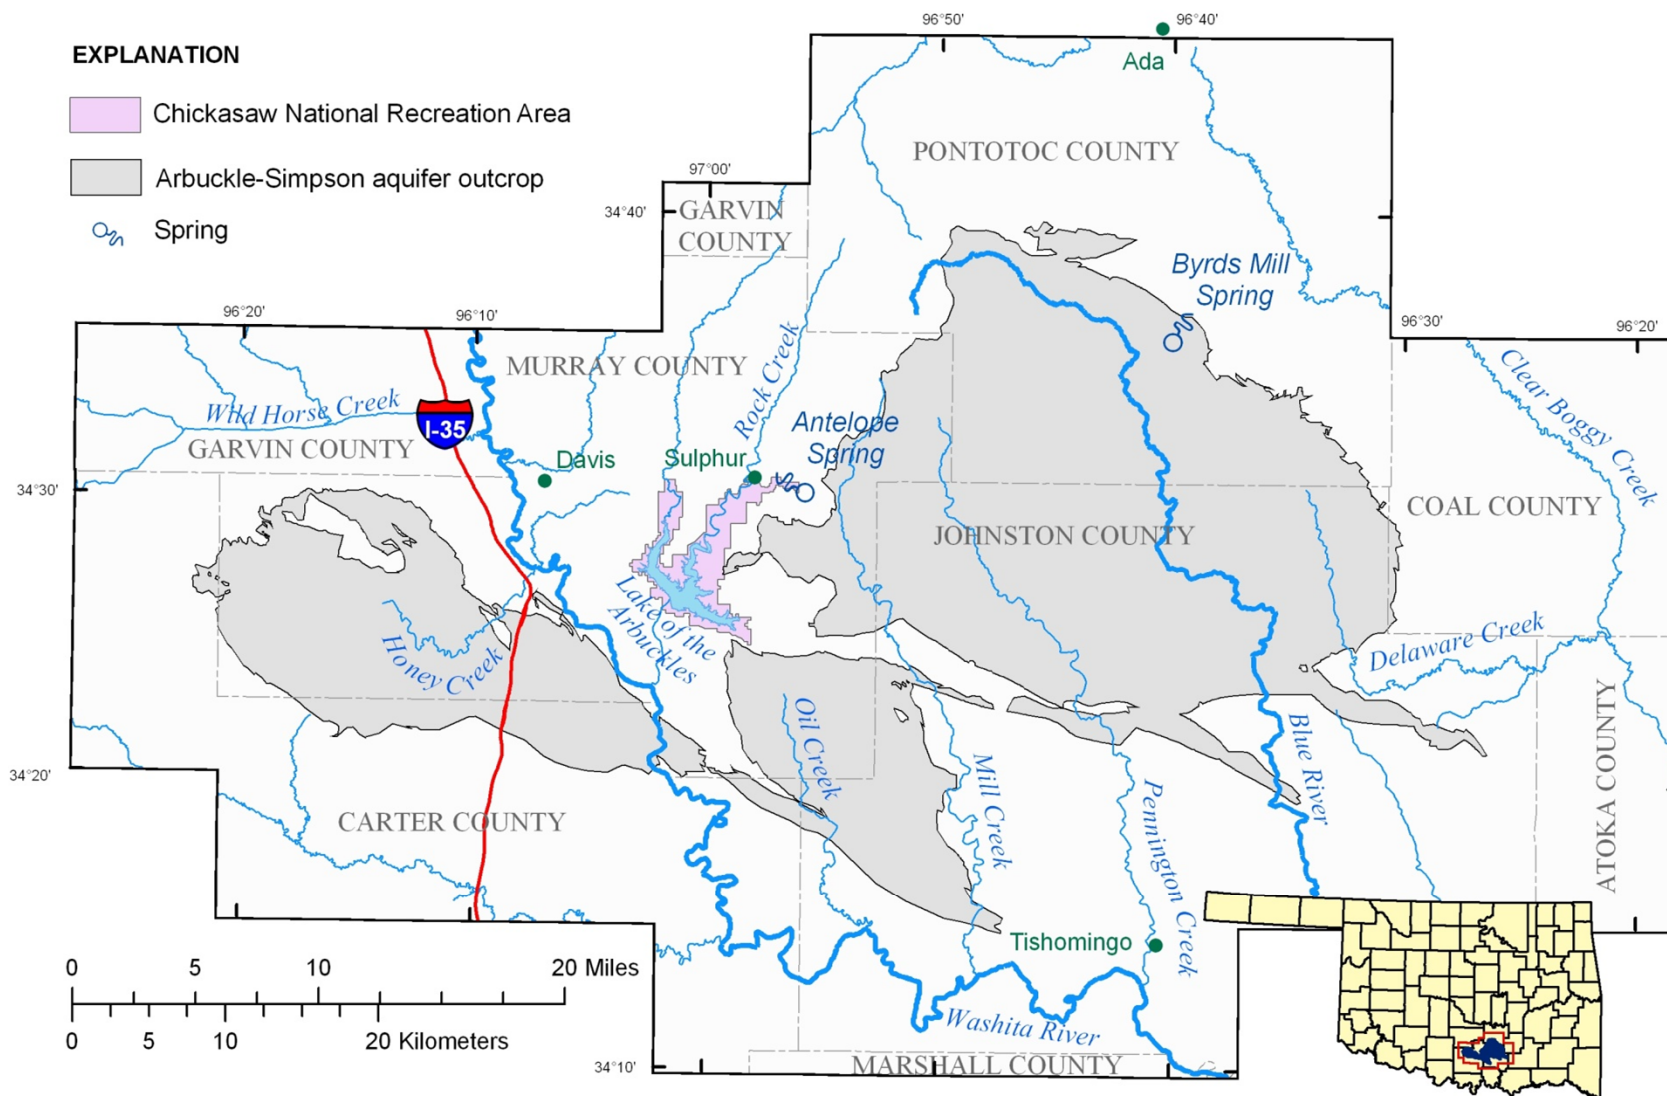 EXPLANATION
Chickasaw National Recreation Area
Arbuckle-Simpson aquifer outcrop
Spring
96°50'
96°40'
Ada
PONTOTOC COUNTY
97°00'
34°40'
GARVIN
COUNTY
Byrds Mill
Spring
96°20'
96°10'
96°30'
96°20'
MURRAY COUNTY
Rock Creek
Clear Boggy Creek
Wild Horse Creek
I-35
GARVIN COUNTY
Antelope
Spring
Davis
Sulphur
34°30'
COAL COUNTY
JOHNSTON COUNTY
Lake of the
Arbuckles
Honey Creek
Delaware Creek
Oil Creek
Mill Creek
Pennington Creek
Blue River
ATOKA COUNTY
34°20'
CARTER COUNTY
Tishomingo
0 5 10 20 Miles
0 5 10 20 Kilometers
Washita River
34°10'
MARSHALL COUNTY